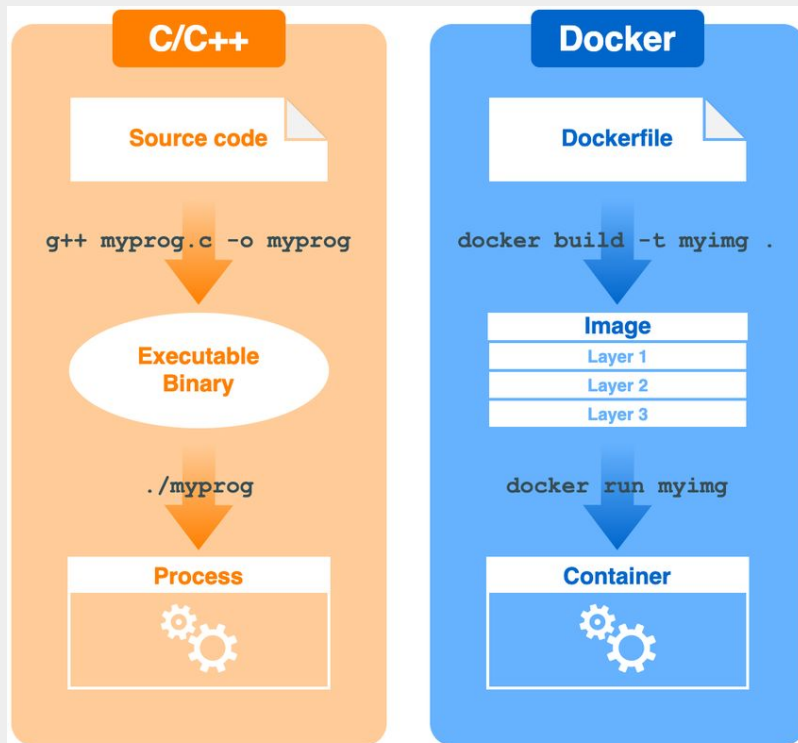 C/C++
Source code
g++ myprog.c -o myprog
Executable
Binary
./myprog
Process
Docker
Dockerfile
docker build -t myimg .
Image
Layer 1
Layer 2
Layer 3
docker run myimg
Container